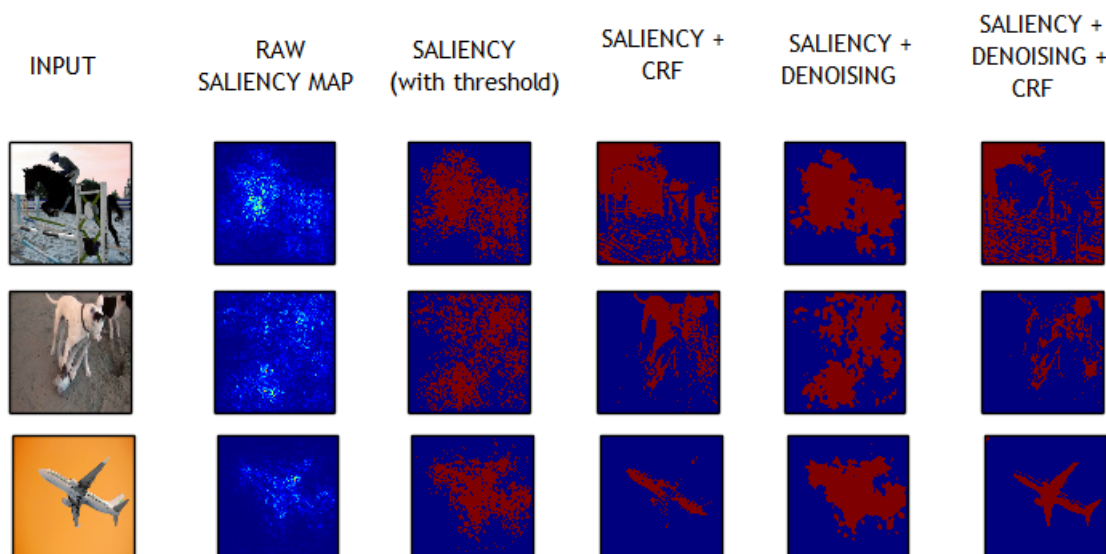 INPUT
RAW
SALIENCY MAP
SALIENCY
(with threshold)
SALIENCY +
CRF
SALIENCY +
DENOISING
SALIENCY +
DENOISING +
CRF